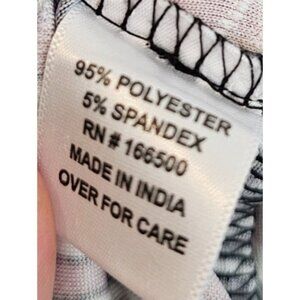 95% POLYESTER
5% SPANDEX
RN # 166500
MADE IN INDIA
OVER FOR CARE